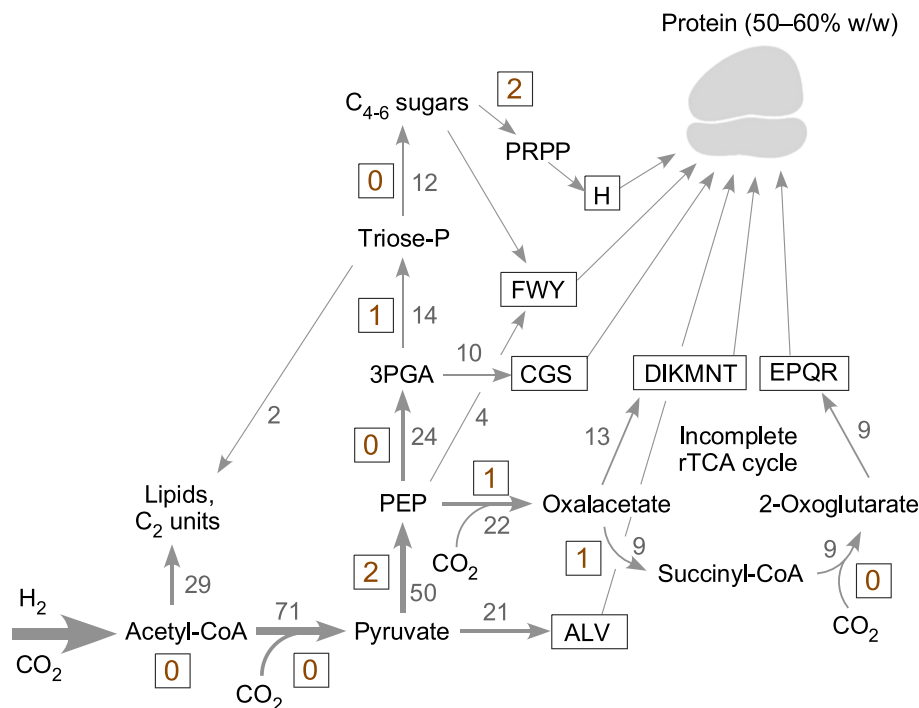 Protein (50–60% w/w)
2
C4-6 sugars
PRPP
0
12
H
Triose-P
FWY
1
14
10
3PGA
CGS
DIKMNT
EPQR
2
4
13
9
0
24
Incomplete
rTCA cycle
Lipids,
C2 units
PEP
1
22
Oxalacetate
2-Oxoglutarate
CO2
1
9
9
2
50
Succinyl-CoA
0
29
H2
71
21
CO2
Acetyl-CoA
Pyruvate
ALV
CO2
0
0
CO2